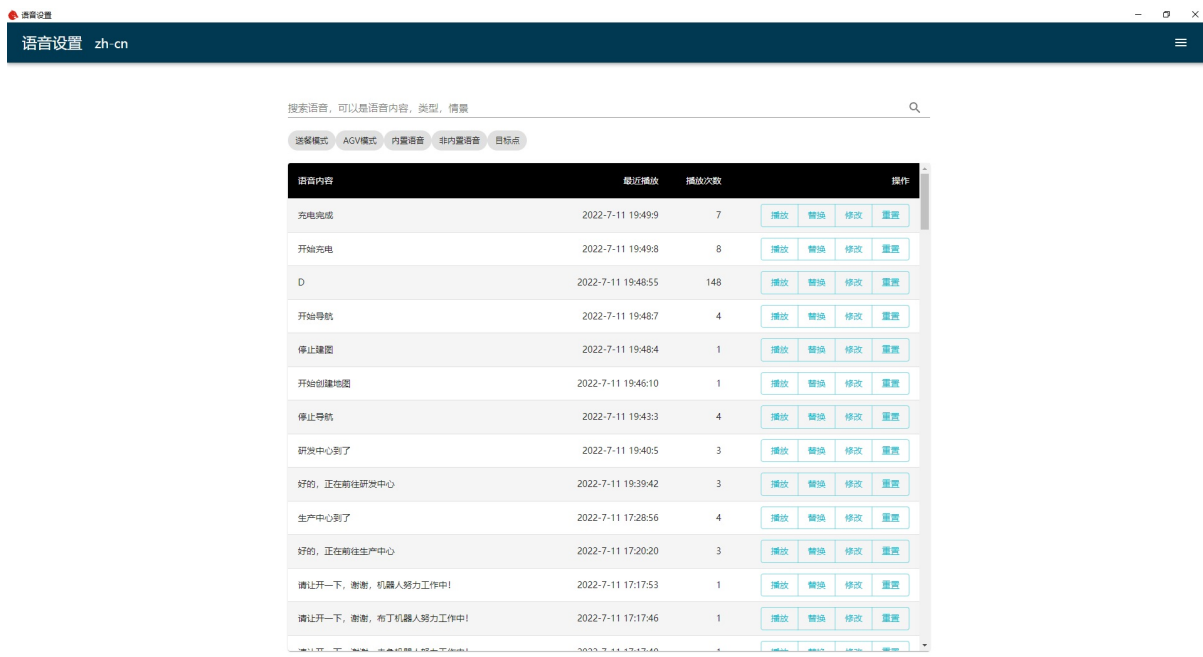 语音设置
语音设置 zh-cn
搜索语音，可以是语音内容，类型，情景
送餐模式 AGV模式 内置语音 非内置语音 目标点
语音内容 最近播放 播放次数 操作
充电完成 2022-7-11 19:49:9 7 播放 替换 修改 重置
开始充电 2022-7-11 19:49:8 8 播放 替换 修改 重置
D 2022-7-11 19:48:55 148 播放 替换 修改 重置
开始导航 2022-7-11 19:48:7 4 播放 替换 修改 重置
停止建图 2022-7-11 19:48:4 1 播放 替换 修改 重置
开始创建地图 2022-7-11 19:46:10 1 播放 替换 修改 重置
停止导航 2022-7-11 19:43:3 4 播放 替换 修改 重置
研发中心到了 2022-7-11 19:40:5 3 播放 替换 修改 重置
好的，正在前往研发中心 2022-7-11 19:39:42 3 播放 替换 修改 重置
生产中心到了 2022-7-11 17:28:56 4 播放 替换 修改 重置
好的，正在前往生产中心 2022-7-11 17:20:20 3 播放 替换 修改 重置
请让开一下，谢谢，机器人努力工作中！ 2022-7-11 17:17:53 1 播放 替换 修改 重置
请让开一下，谢谢，布丁机器人努力工作中！ 2022-7-11 17:17:46 1 播放 替换 修改 重置